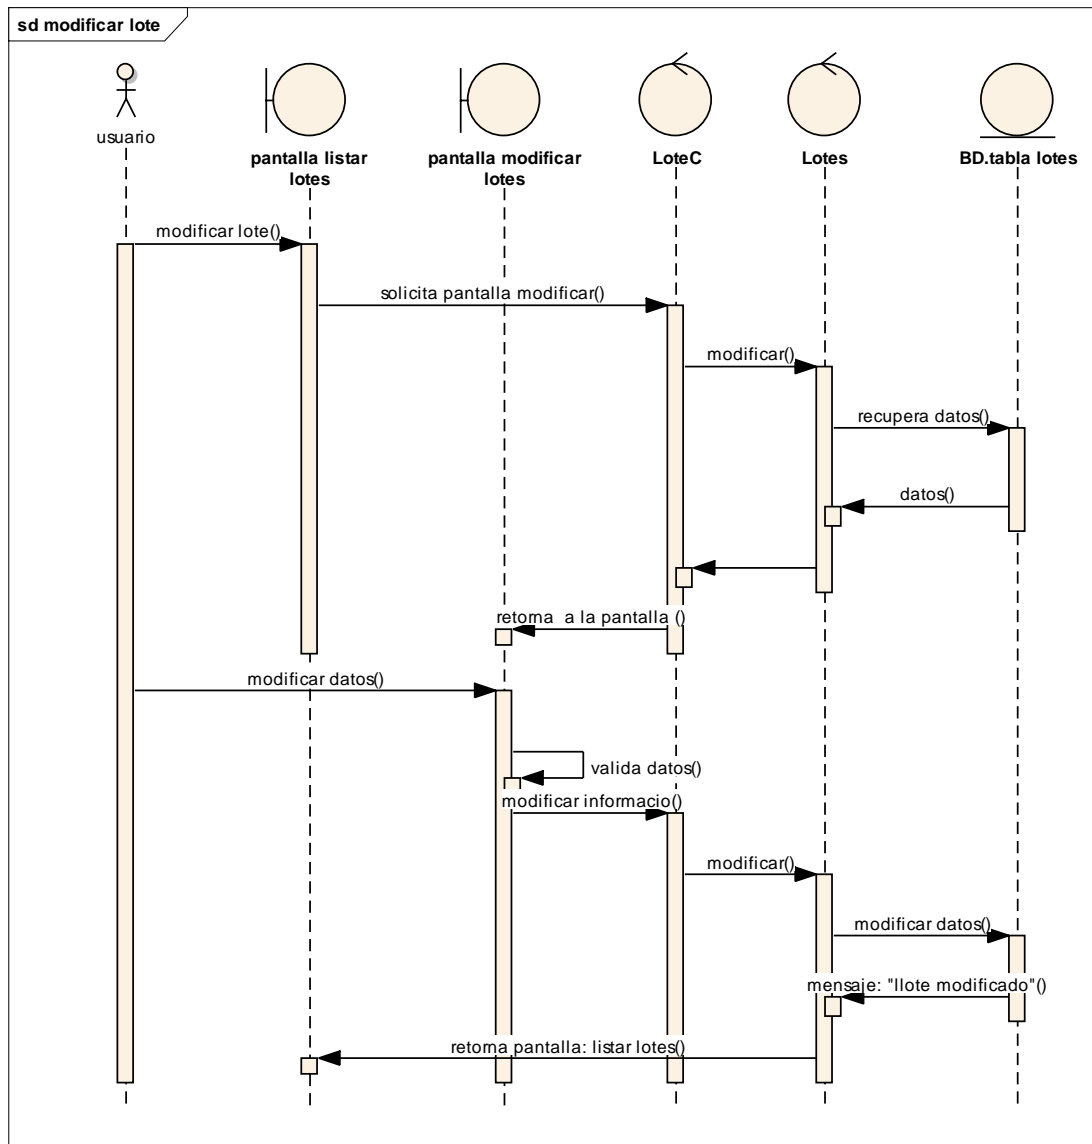 sd modificar lote
usuario
pantalla listar
lotes
pantalla modificar
lotes
LoteC
Lotes
BD.tabla lotes
modificar lote()
solicita pantalla modificar()
modificar()
recupera datos()
datos()
retorna a la pantalla ()
modificar datos()
valida datos()
modificar informacio()
modificar()
modificar datos()
mensaje: "llote modificado"()
retorna pantalla: listar lotes()